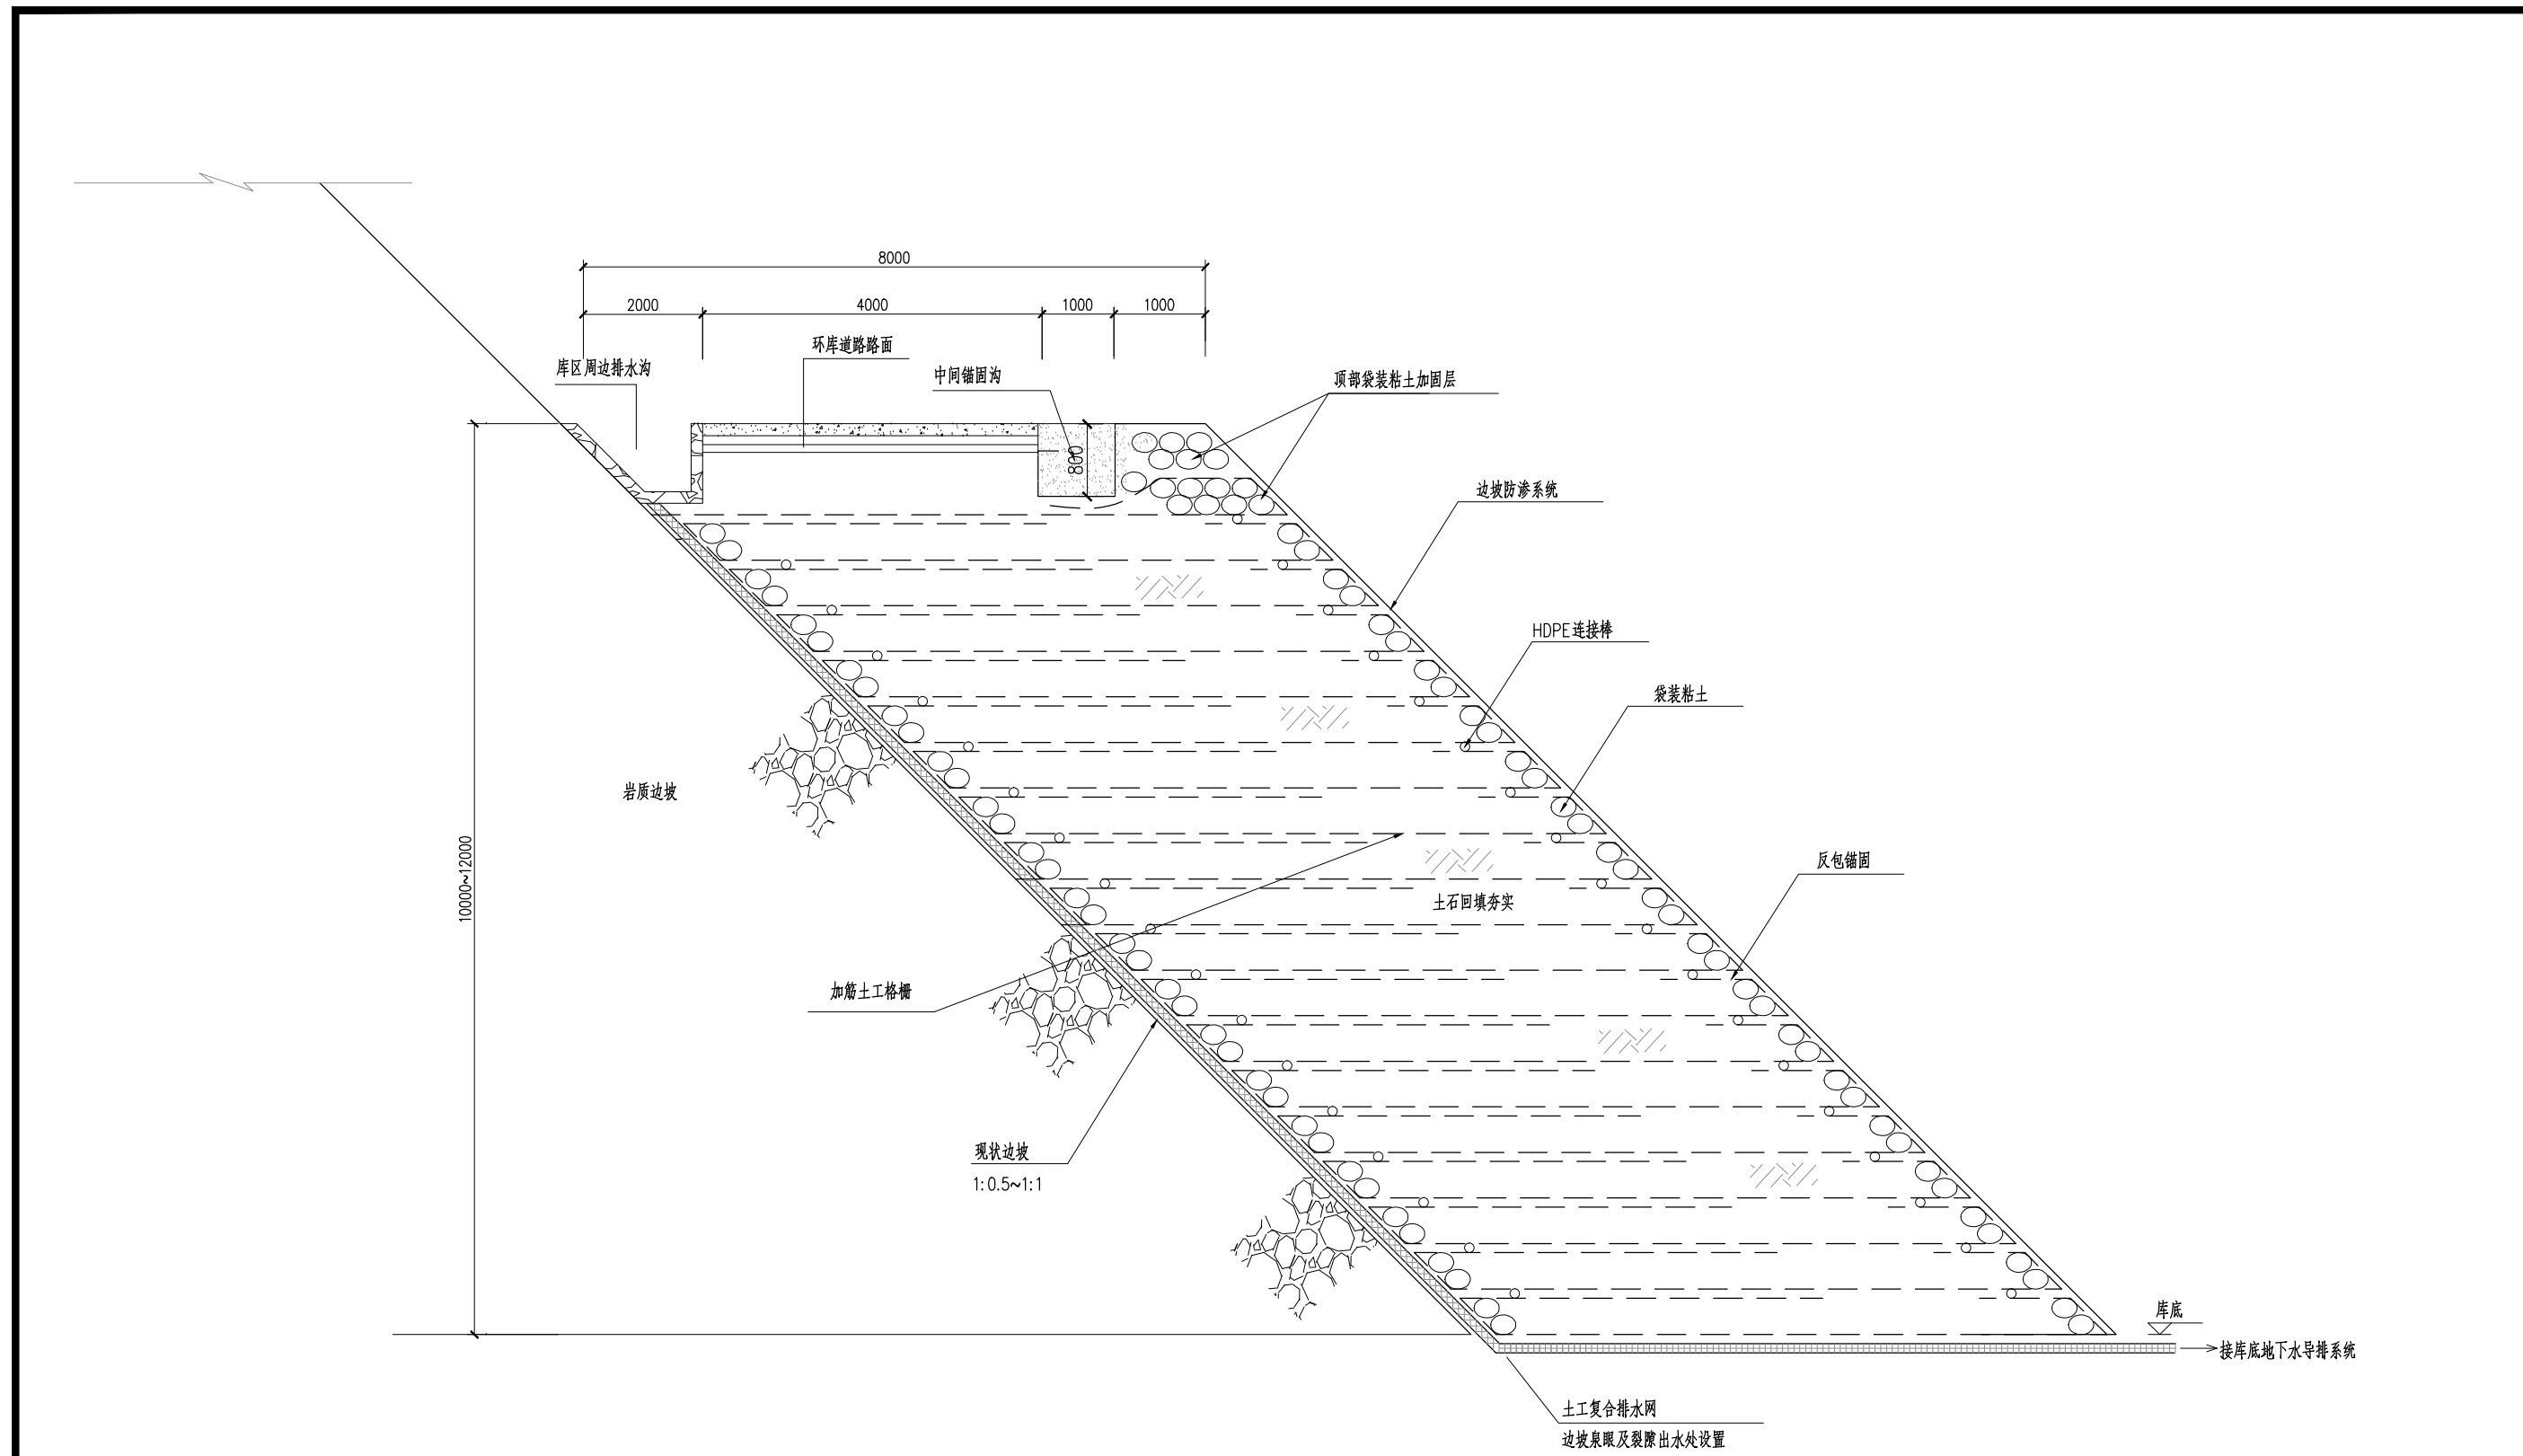 8000
2000
4000
1000
1000
环库道路路面
库区周边排水沟
中间锚固沟
顶部袋装粘土加固层
800
边坡防渗系统
HDPE连接棒
袋装粘土
岩质边坡
反包锚固
10000~12000
土石回填夯实
加筋土工格栅
现状边坡
1:0.5~1:1
库底
接库底地下水导排系统
土工复合排水网
边坡泉眼及裂隙出水处设置